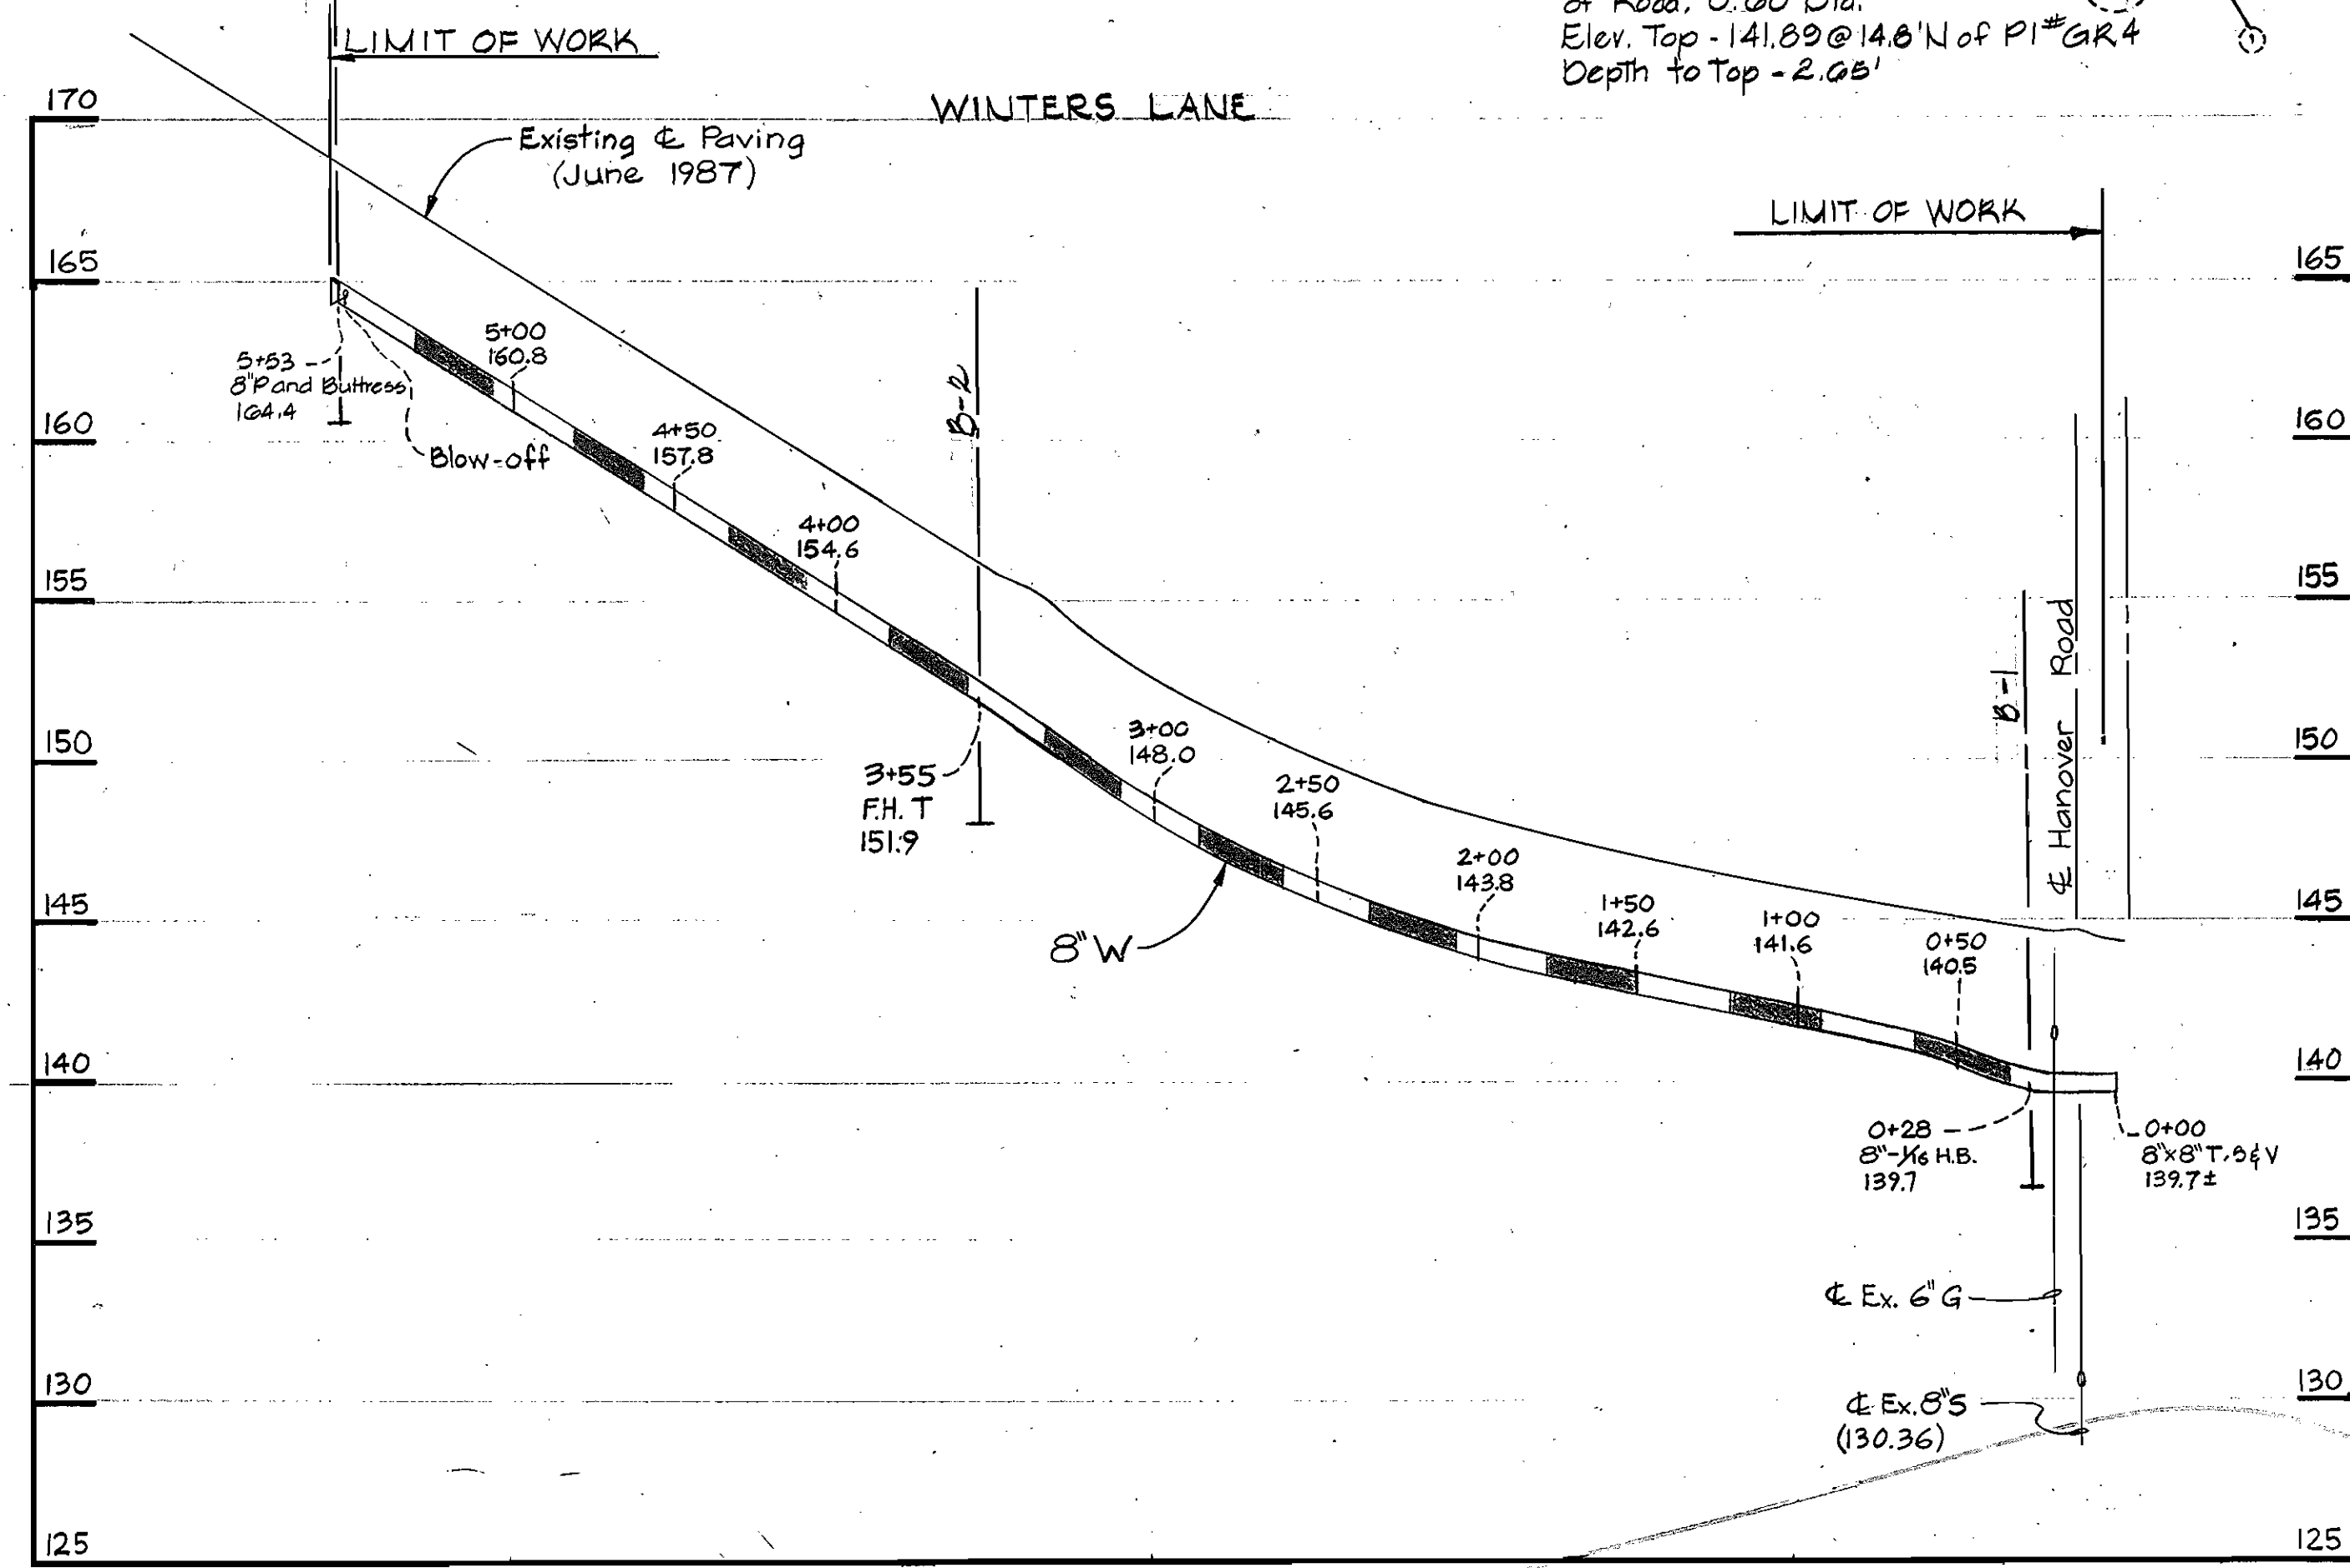 of Road, 0.60 Dia.
Elev. Top - 141.89 @ 14.8' N of PI # GR4
Depth to Top - 2.65'
LIMIT OF WORK
WINTERS LANE
Existing ℄ Paving
(June 1987)
LIMIT OF WORK
170
165
160
155
150
145
140
135
130
125
165
160
155
150
145
140
135
130
125
5+53
8" P and Buttress
164.4
Blow-off
5+00
160.8
4+50
157.8
4+00
154.6
B-2
3+55
F.H. T
151.9
3+00
148.0
2+50
145.6
8" W
2+00
143.8
1+50
142.6
1+00
141.6
0+50
140.5
B-1
℄ Hanover Road
0+28
8"-1/16 H.B.
139.7
0+00
8"x8" T, S & V
139.7±
℄ Ex. 6" G
℄ Ex. 8" S
(130.36)